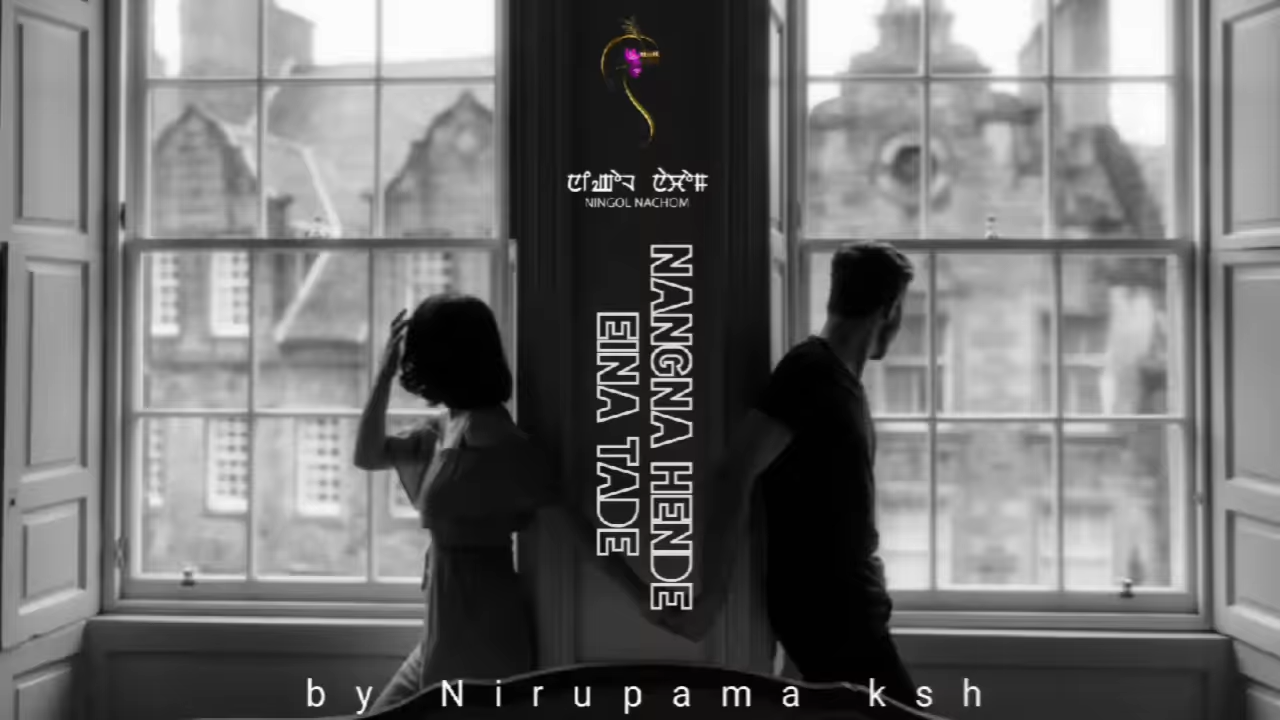 ꯅꯤꯉꯣꯜ ꯅꯥꯆꯣꯝ
NINGOL NACHOM
NANGNA HENDE
EINA TADE
by Nirupama ksh